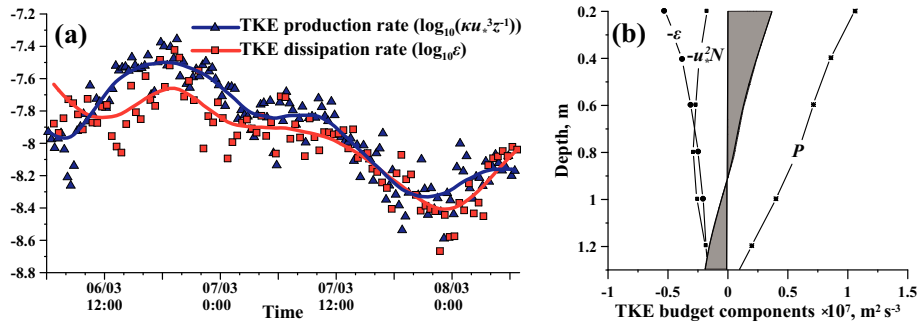 (a)
TKE production rate (log₁₀(κu⁎³z⁻¹))
TKE dissipation rate (log₁₀ε)
-7.2
-7.4
-7.6
-7.8
-8
-8.2
-8.4
-8.6
-8.8
06/03 07/03 07/03 08/03
12:00 0:00 12:00 0:00
Time
(b)
-ε
-u⁎²N
P
Depth, m
0.2
0.4
0.6
0.8
1.0
1.2
-1 -0.5 0 0.5 1 1.5
TKE budget components ×10⁷, m² s⁻³